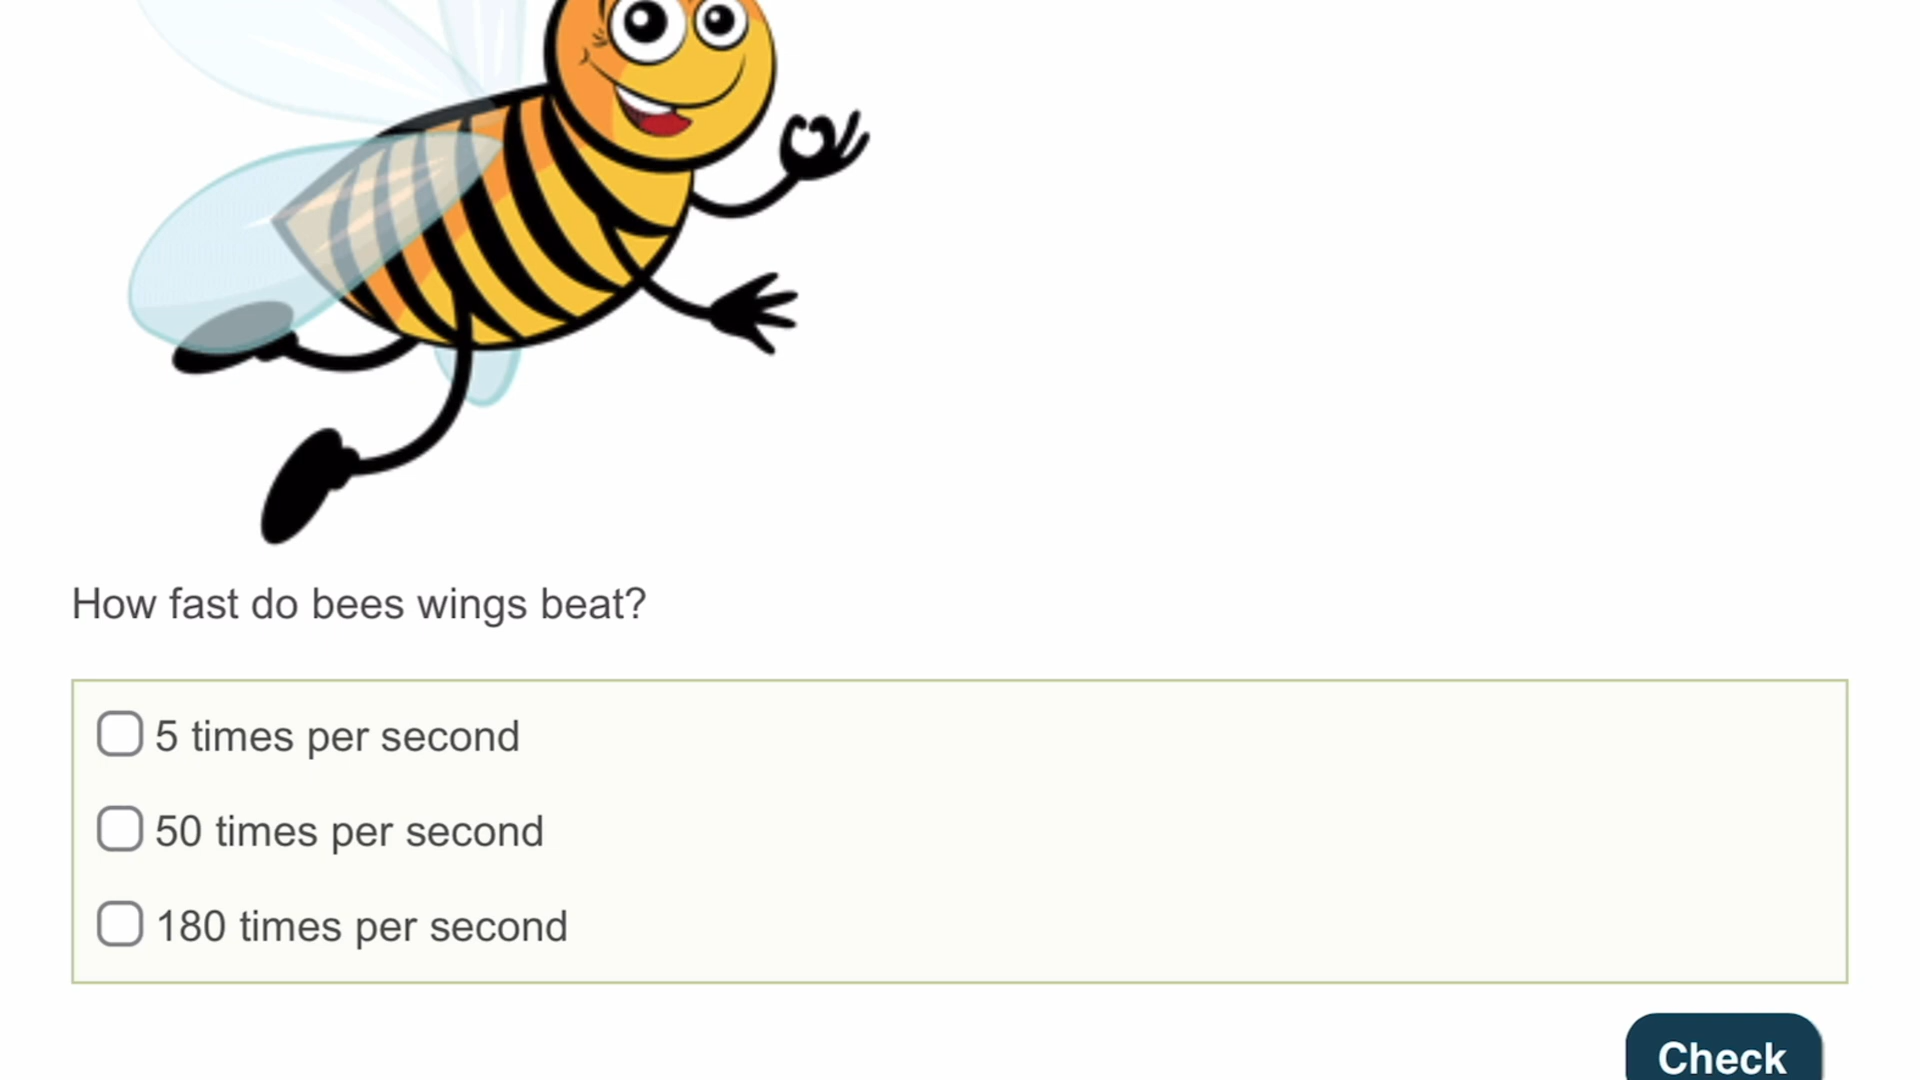 How fast do bees wings beat?
5 times per second
50 times per second
180 times per second
Check